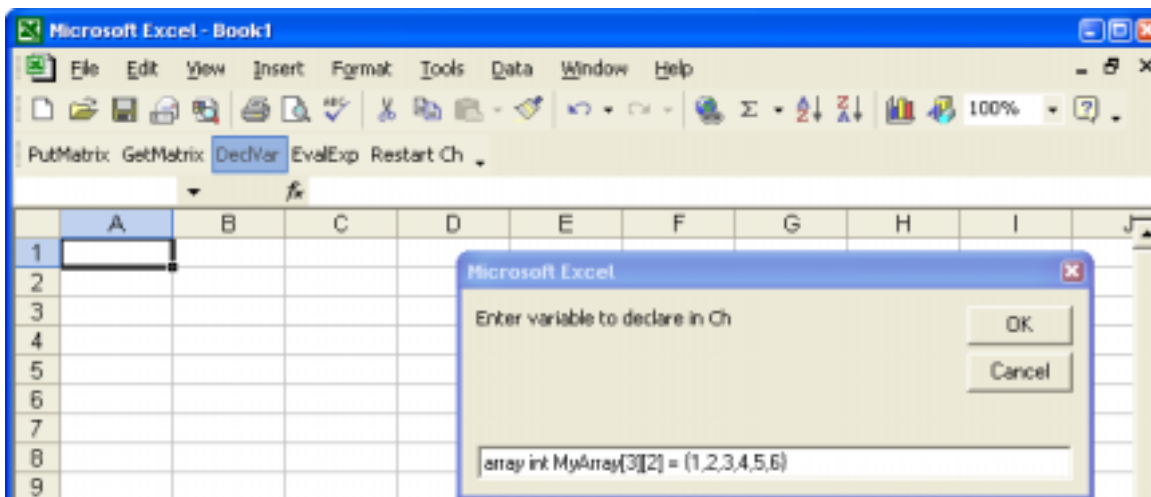 Microsoft Excel - Book1
File Edit View Insert Format Tools Data Window Help
100%
PutMatrix GetMatrix DeclVar EvalExp Restart Ch
fx
A B C D E F G H I J
1
2
3
4
5
6
7
8
9
Microsoft Excel
Enter variable to declare in Ch
OK
Cancel
array int MyArray[3][2] = {1,2,3,4,5,6}